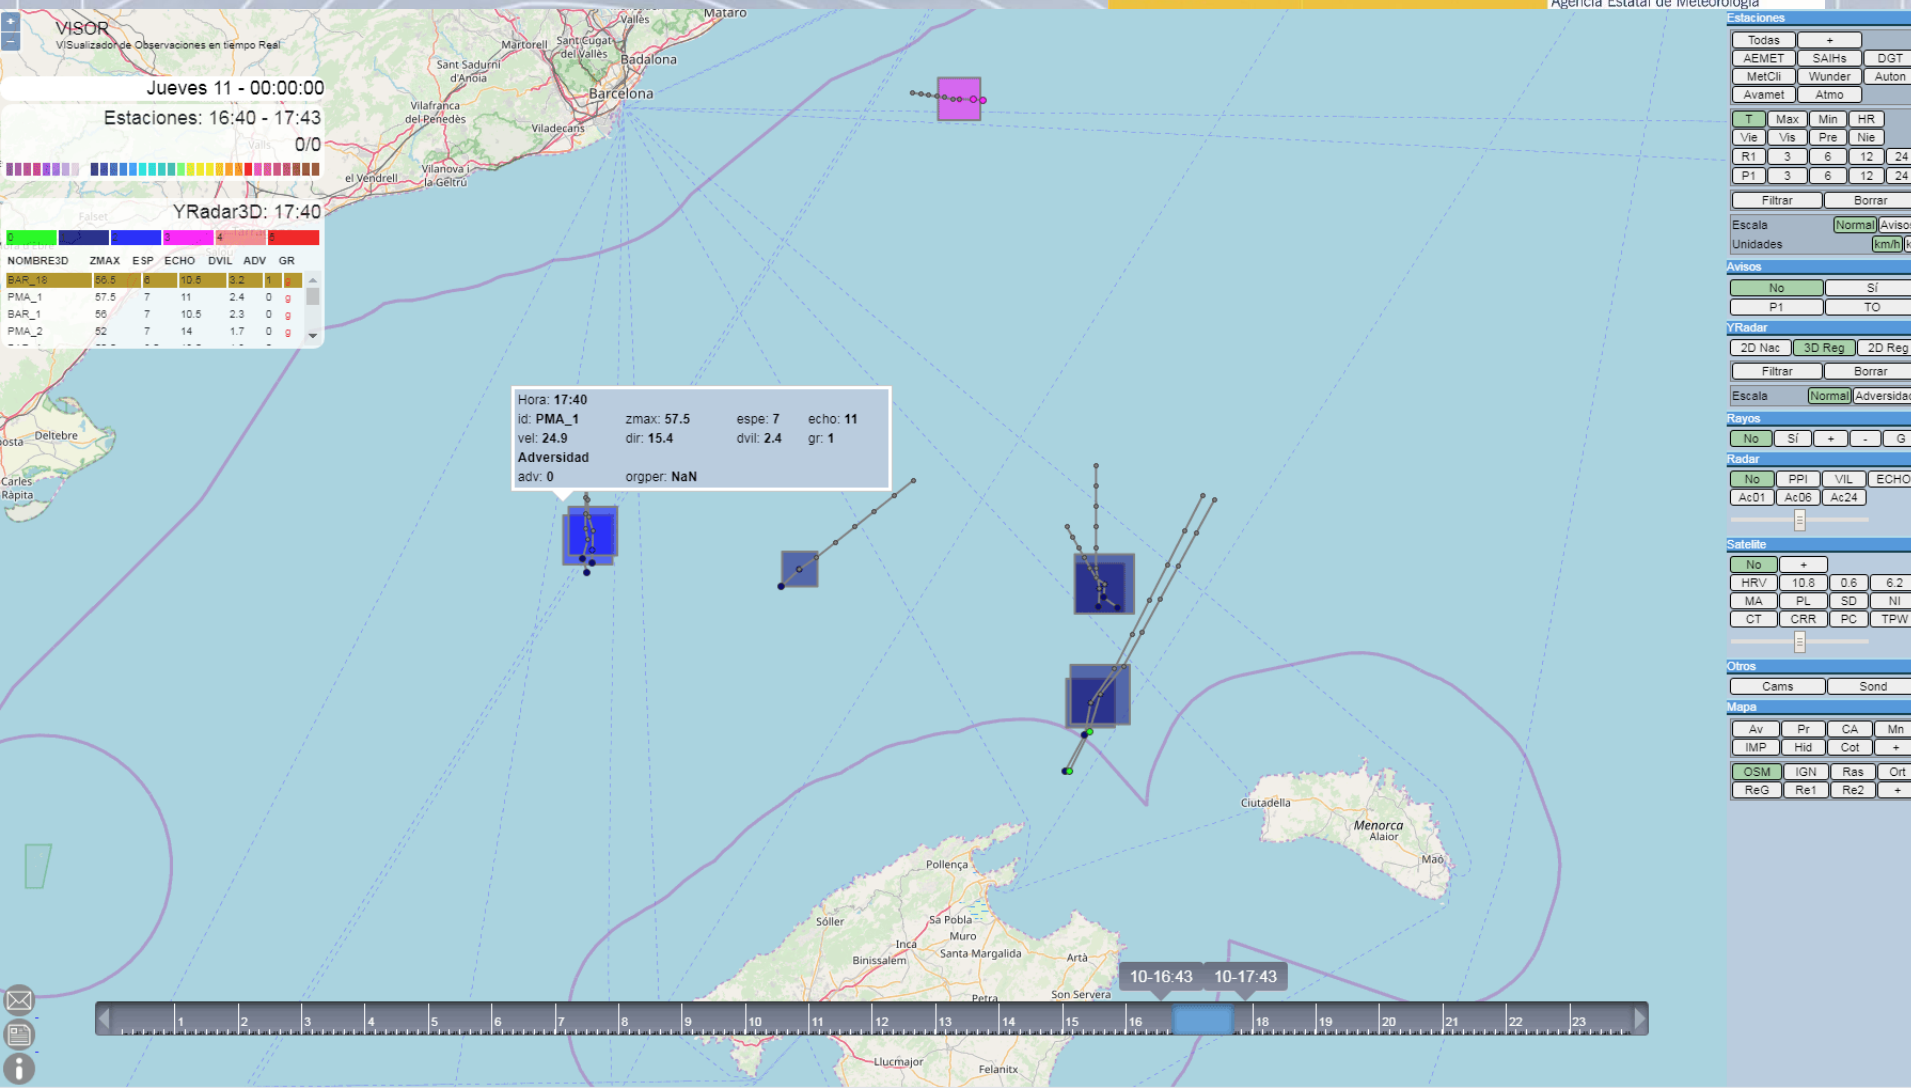 Agencia Estatal de Meteorología
VISOR
VISualizador de Observaciones en tiempo Real
Jueves 11 - 00:00:00
Estaciones: 16:40 - 17:43
0/0
YRadar3D: 17:40
0 2 3 4 5
NOMBRE3D ZMAX ESP ECHO DVIL ADV GR
BAR_18 56.5 6 10.5 3.2 1 g
PMA_1 57.5 7 11 2.4 0 g
BAR_1 56 7 10.5 2.3 0 g
PMA_2 52 7 14 1.7 0 g
Vallès
Mataró
Martorell
Sant Cugat
del Vallès
Sant Sadurní
d'Anoia
Badalona
Barcelona
Vilafranca
del Penedès
Viladecans
Valls
Vilanova i
la Geltrú
el Vendrell
Falset
Deltebre
Carles
Ràpita
Hora: 17:40
id: PMA_1 zmax: 57.5 espe: 7 echo: 11
vel: 24.9 dir: 15.4 dvil: 2.4 gr: 1
Adversidad
adv: 0 orgper: NaN
Ciutadella
Menorca
Alaior
Maó
Pollença
Sóller
Sa Pobla
Muro
Inca
Santa Margalida
Binissalem
Artà
Petra
Son Servera
Llucmajor
Felanitx
10-16:43 10-17:43
1 2 3 4 5 6 7 8 9 10 11 12 13 14 15 16 18 19 20 21 22 23
Estaciones
Todas +
AEMET SAIHs DGT
MetCli Wunder Auton
Avamet Atmo
T Max Min HR
Vie Vis Pre Nie
R1 3 6 12 24
P1 3 6 12 24
Filtrar Borrar
Escala Normal Avisos
Unidades km/h k
Avisos
No Sí
P1 TO
YRadar
2D Nac 3D Reg 2D Reg
Filtrar Borrar
Escala Normal Adversidad
Rayos
No Sí + - G
Radar
No PPI VIL ECHO
Ac01 Ac06 Ac24
Satelite
No +
HRV 10.8 0.6 6.2
MA PL SD NI
CT CRR PC TPW
Otros
Cams Sond
Mapa
Av Pr CA Mn
IMP Hid Cot +
OSM IGN Ras Ort
ReG Re1 Re2 +